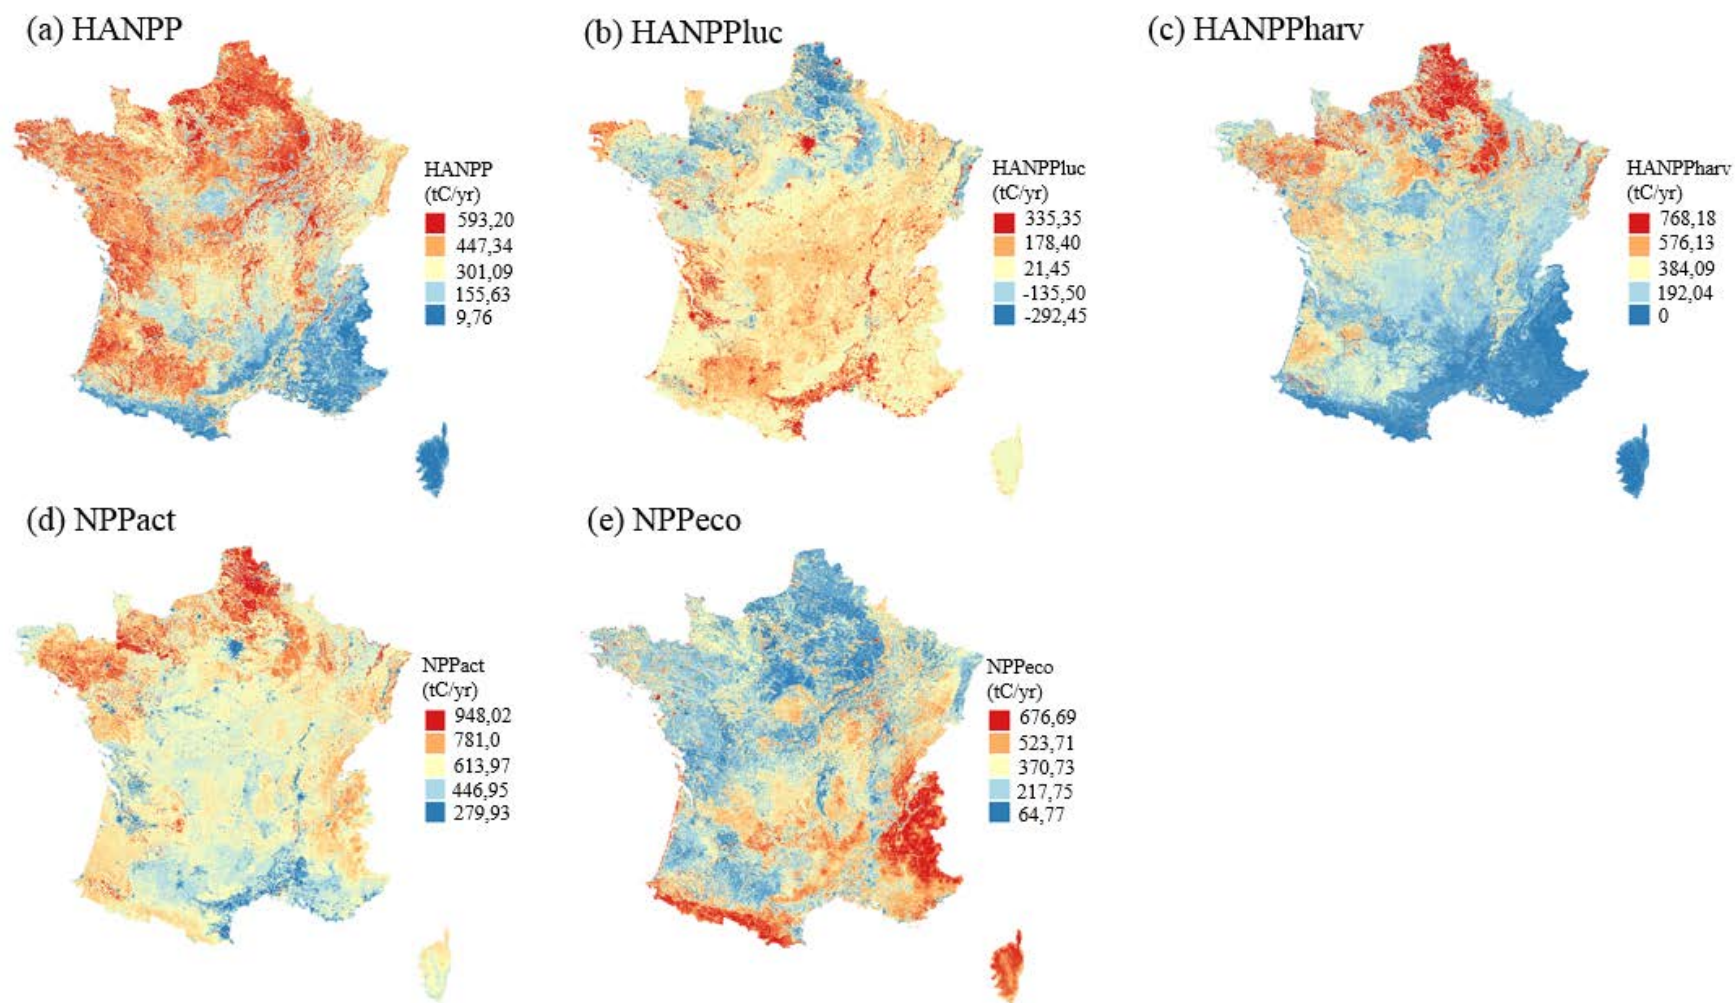 (a) HANPP
HANPP
(tC/yr)
593,20
447,34
301,09
155,63
9,76
(b) HANPPluc
HANPPluc
(tC/yr)
335,35
178,40
21,45
-135,50
-292,45
(c) HANPPharv
HANPPharv
(tC/yr)
768,18
576,13
384,09
192,04
0
(d) NPPact
NPPact
(tC/yr)
948,02
781,0
613,97
446,95
279,93
(e) NPPeco
NPPeco
(tC/yr)
676,69
523,71
370,73
217,75
64,77